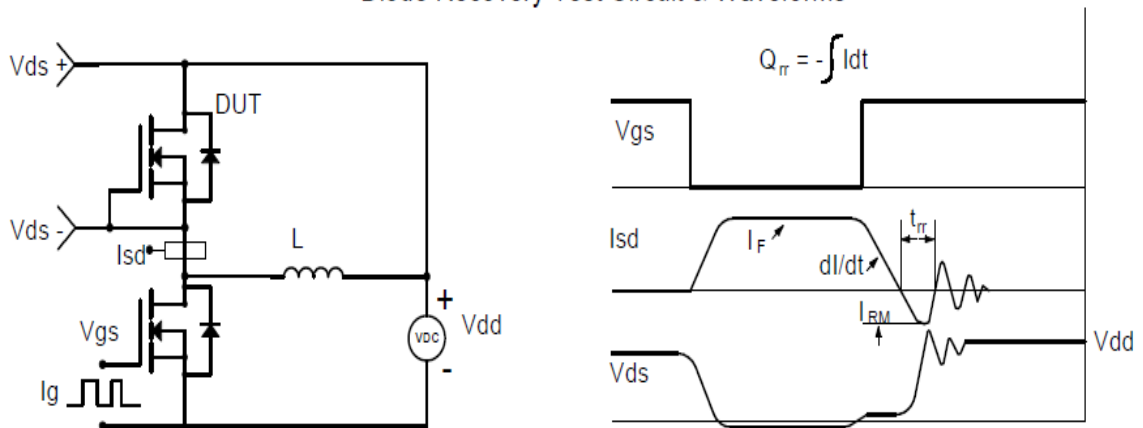 Vds +
DUT
Vds -
Isd
L
Vgs
Ig
+
VDC
-
Vdd
Qrr = -∫ Idt
Vgs
Isd
IF
dI/dt
trr
IRM
Vds
Vdd